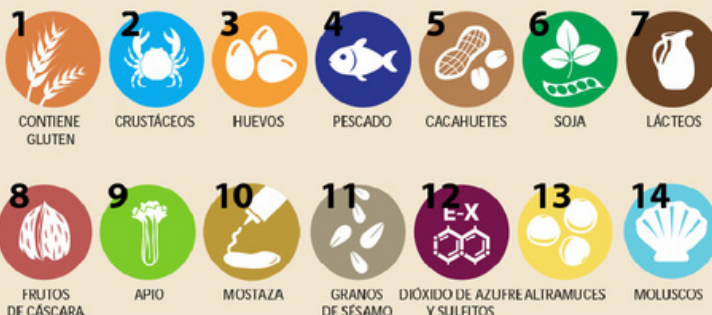 1 2 3 4 5 6 7
CONTIENE GLUTEN CRUSTÁCEOS HUEVOS PESCADO CACAHUETES SOJA LÁCTEOS
8 9 10 11 12 13 14
E-X
FRUTOS DE CÁSCARA APIO MOSTAZA GRANOS DE SÉSAMO DIÓXIDO DE AZUFRE Y SULFITOS ALTRAMUCES MOLUSCOS